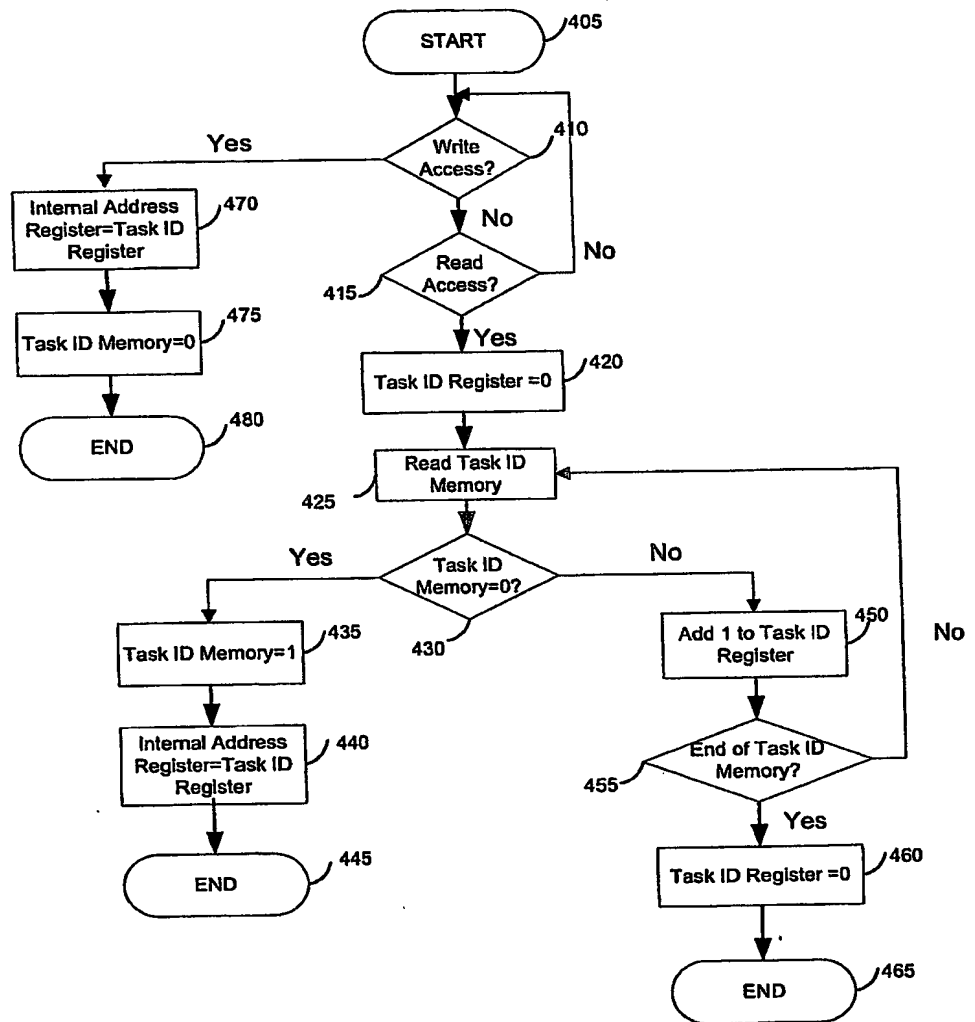 START
405
Write
Access?
410
Yes
No
Internal Address
Register=Task ID
Register
470
Read
Access?
415
No
Yes
Task ID Memory=0
475
Task ID Register =0
420
END
480
Read Task ID
Memory
425
Task ID
Memory=0?
430
Yes
No
Task ID Memory=1
435
Add 1 to Task ID
Register
450
No
Internal Address
Register=Task ID
Register
440
End of Task ID
Memory?
455
Yes
END
445
Task ID Register =0
460
END
465